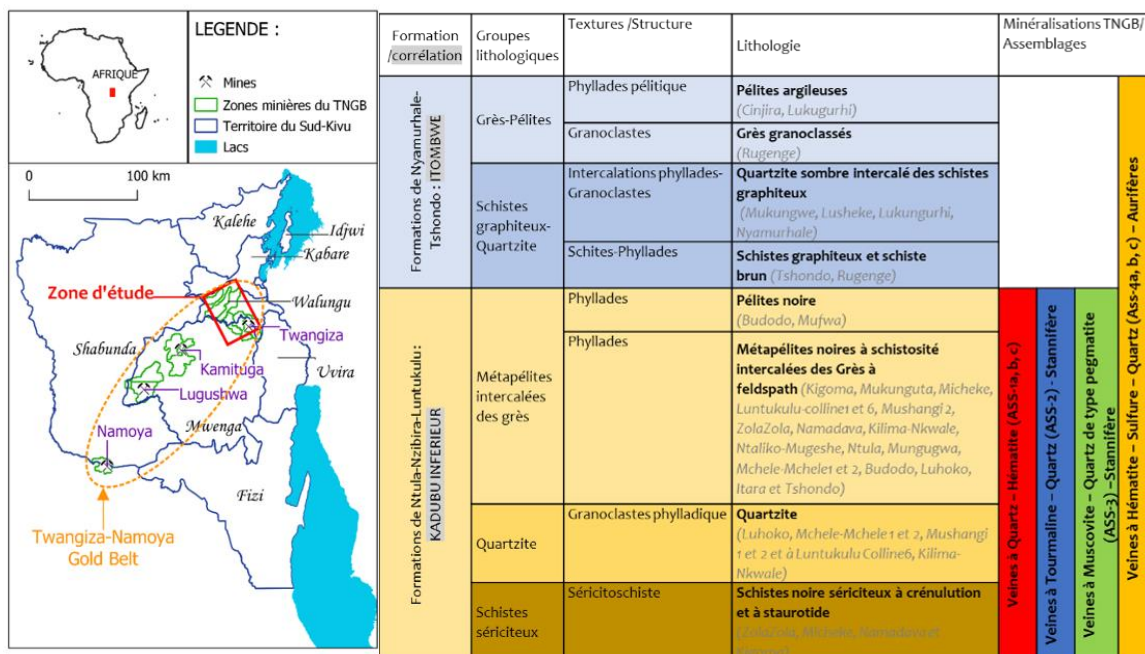 AFRIQUE
LEGENDE :
Mines
Zones minières du TNGB
Territoire du Sud-Kivu
Lacs
0 100 km
Kalehe
Idjwi
Kabare
Zone d'étude
Walungu
Twangiza
Shabunda
Kamituga
Uvira
Lugushwa
Mwenga
Namoya
Fizi
Twangiza-Namoya
Gold Belt
Formation
/corrélation
Groupes
lithologiques
Textures /Structure
Lithologie
Minéralisations TNGB/
Assemblages
Formations de Nyamurhale-
Tshondo : ITOMBWE
Grès-Pélites
Phyllades pélitique
Pélites argileuses
(Cinjira, Lukugurhi)
Granoclastes
Grès granoclassés
(Rugenge)
Schistes
graphiteux-
Quartzite
Intercalations phyllades-
Granoclastes
Quartzite sombre intercalé des schistes
graphiteux
(Mukungwe, Lusheke, Lukungurhi,
Nyamurhale)
Schites-Phyllades
Schistes graphiteux et schiste
brun (Tshondo, Rugenge)
Formations de Ntula-Nzibira-Luntukulu :
KADUBU INFERIEUR
Métapélites
intercalées
des grès
Phyllades
Pélites noire
(Budodo, Mufwa)
Phyllades
Métapélites noires à schistosité
intercalées des Grès à
feldspath (Kigoma, Mukunguta, Micheke,
Luntukulu-colline1 et 6, Mushangi 2,
ZolaZola, Namadava, Kilima-Nkwale,
Ntaliko-Mugeshe, Ntula, Mungugwa,
Mchele-Mchele1 et 2, Budodo, Luhoko,
Itara et Tshondo)
Quartzite
Granoclastes phylladique
Quartzite
(Luhoko, Mchele-Mchele 1 et 2, Mushangi
1 et 2 et à Luntukulu Colline6, Kilima-
Nkwale)
Schistes
sériciteux
Séricitoschiste
Schistes noire sériciteux à crénulution
et à staurotide
(ZolaZola, Micheke, Namadava et
Veines à Quartz – Hématite (ASS-1a, b, c)
Veines à Tourmaline – Quartz (ASS-2) - Stannifère
Veines à Muscovite – Quartz de type pegmatite
(ASS-3) –Stannifère
Veines à Hématite – Sulfure – Quartz (Ass-4a, b, c) – Aurifères